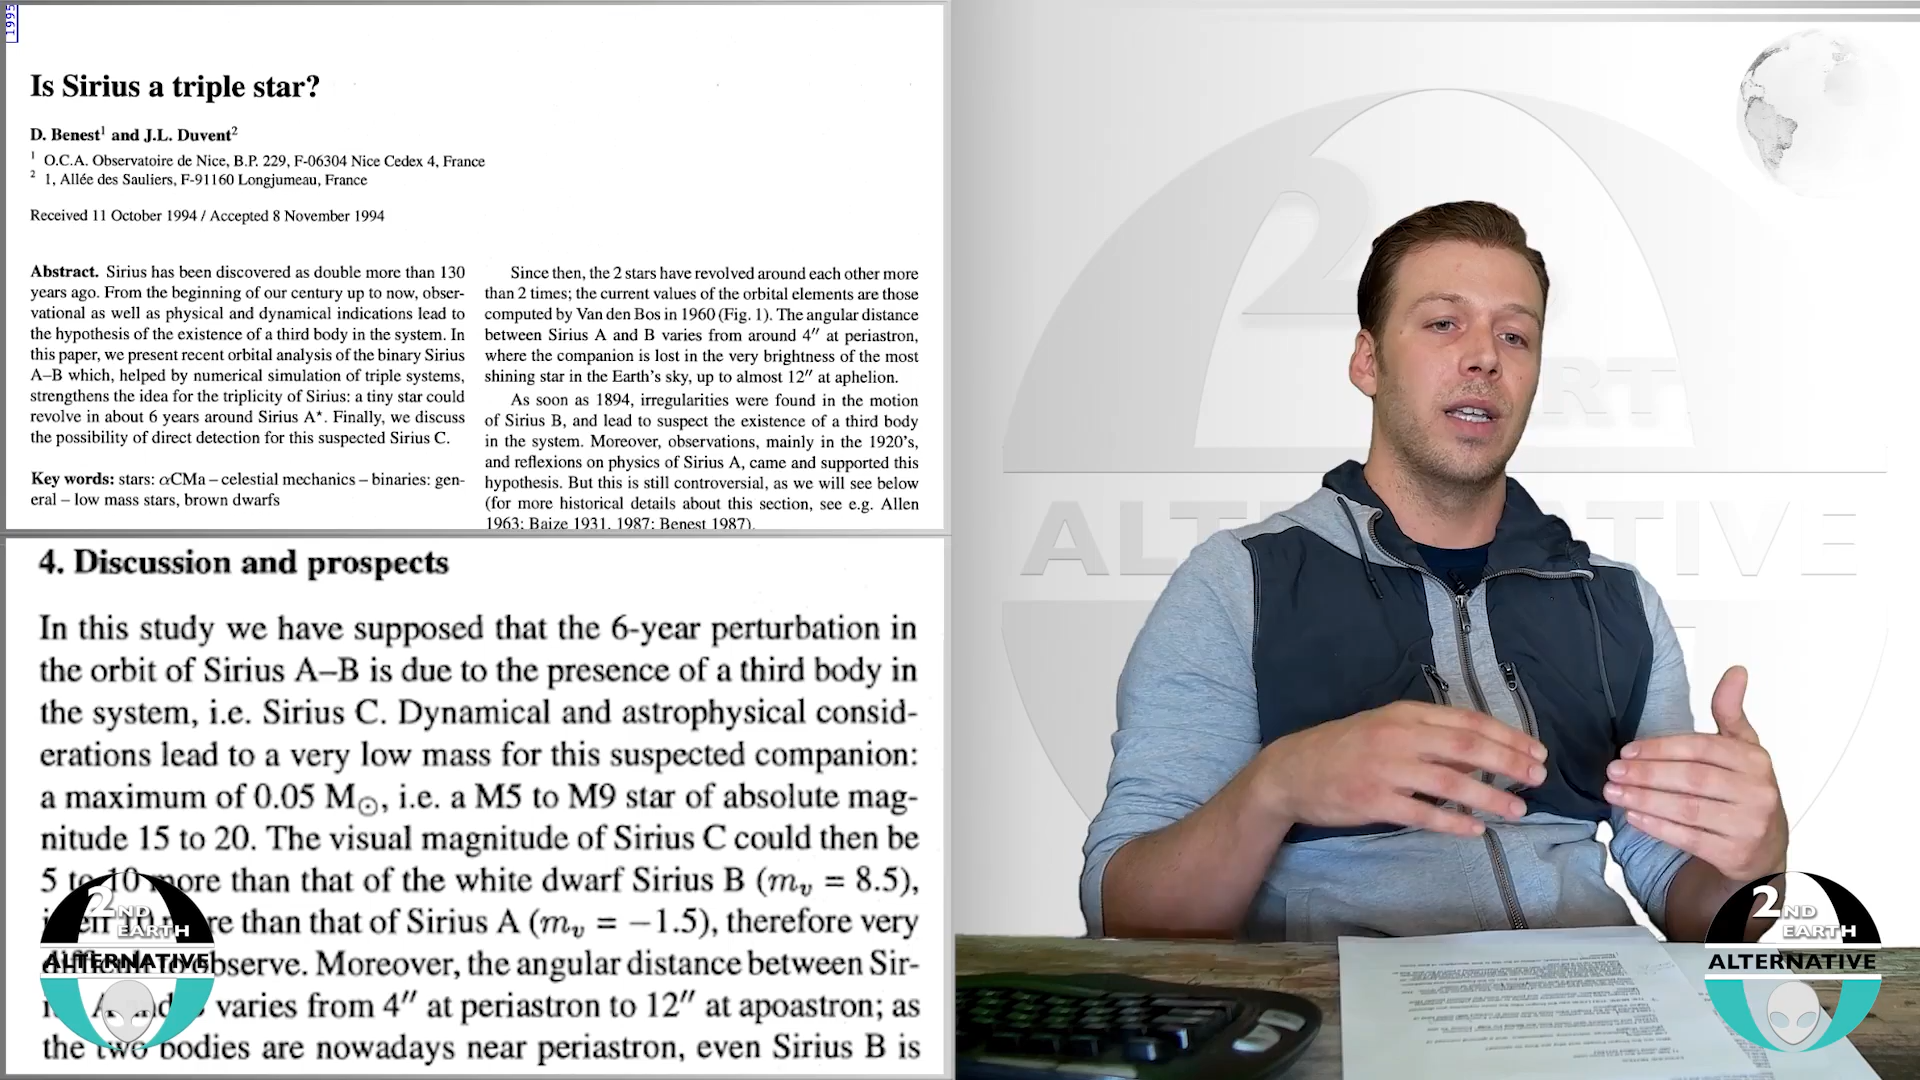 1995
Is Sirius a triple star?
D. Benest¹ and J.L. Duvent²
¹ O.C.A. Observatoire de Nice, B.P. 229, F-06304 Nice Cedex 4, France
² 1, Allée des Sauliers, F-91160 Longjumeau, France
Received 11 October 1994 / Accepted 8 November 1994
Abstract. Sirius has been discovered as double more than 130
years ago. From the beginning of our century up to now, obser-
vational as well as physical and dynamical indications lead to
the hypothesis of the existence of a third body in the system. In
this paper, we present recent orbital analysis of the binary Sirius
A–B which, helped by numerical simulation of triple systems,
strengthens the idea for the triplicity of Sirius: a tiny star could
revolve in about 6 years around Sirius A*. Finally, we discuss
the possibility of direct detection for this suspected Sirius C.
Key words: stars: αCMa – celestial mechanics – binaries: gen-
eral – low mass stars, brown dwarfs
Since then, the 2 stars have revolved around each other more
than 2 times; the current values of the orbital elements are those
computed by Van den Bos in 1960 (Fig. 1). The angular distance
between Sirius A and B varies from around 4″ at periastron,
where the companion is lost in the very brightness of the most
shining star in the Earth's sky, up to almost 12″ at aphelion.
As soon as 1894, irregularities were found in the motion
of Sirius B, and lead to suspect the existence of a third body
in the system. Moreover, observations, mainly in the 1920's,
and reflexions on physics of Sirius A, came and supported this
hypothesis. But this is still controversial, as we will see below
(for more historical details about this section, see e.g. Allen
1963; Baize 1931, 1987; Benest 1987).
4. Discussion and prospects
In this study we have supposed that the 6-year perturbation in
the orbit of Sirius A–B is due to the presence of a third body in
the system, i.e. Sirius C. Dynamical and astrophysical consid-
erations lead to a very low mass for this suspected companion:
a maximum of 0.05 M☉, i.e. a M5 to M9 star of absolute mag-
nitude 15 to 20. The visual magnitude of Sirius C could then be
5 to 10 more than that of the white dwarf Sirius B (mᵥ = 8.5),
10 more than that of Sirius A (mᵥ = −1.5), therefore very
to observe. Moreover, the angular distance between Sir-
A and varies from 4″ at periastron to 12″ at apoastron; as
the two bodies are nowadays near periastron, even Sirius B is
2ND
EARTH
ALTERNATIVE
2
ALTERNATIVE
2ND
EARTH
ALTERNATIVE